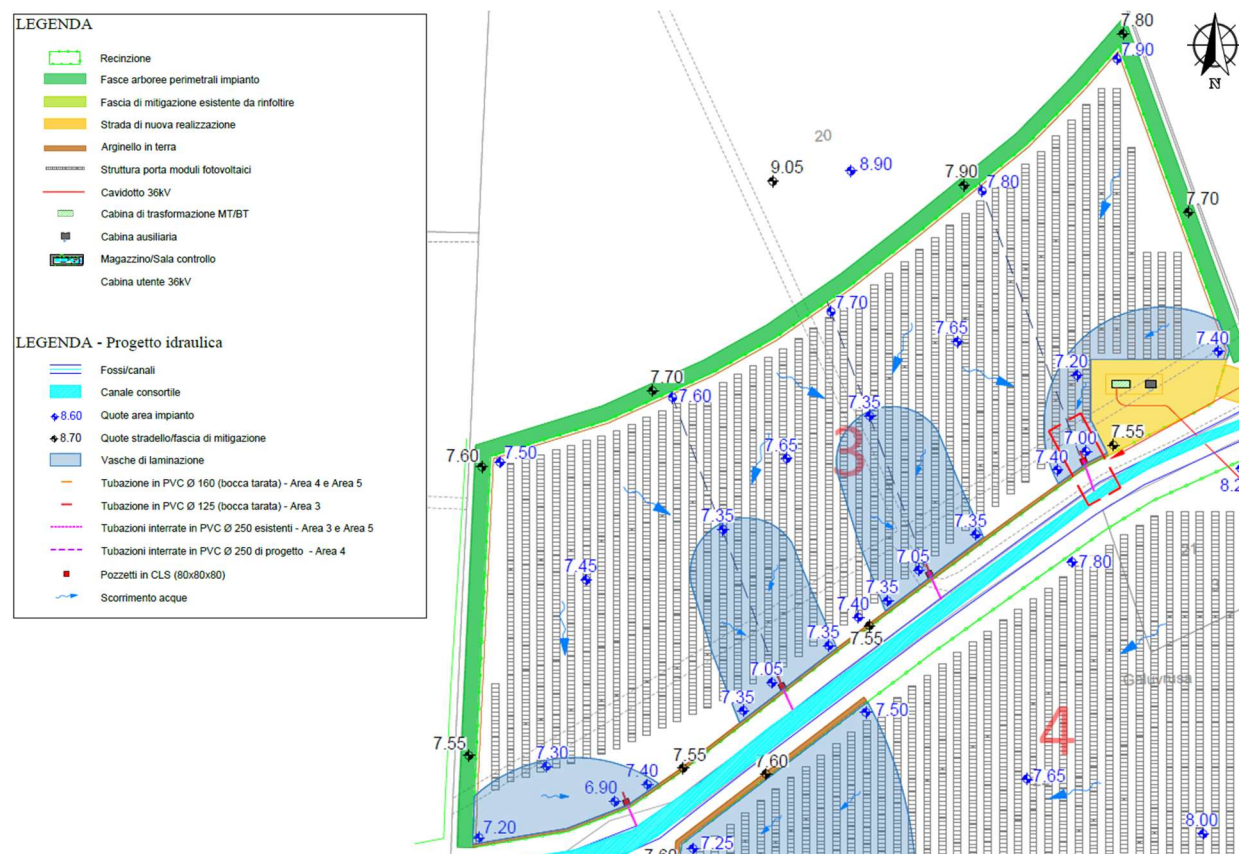 LEGENDA
Recinzione
Fasce arboree perimetrali impianto
Fascia di mitigazione esistente da rinfoltire
Strada di nuova realizzazione
Arginello in terra
Struttura porta moduli fotovoltaici
Cavidotto 36kV
Cabina di trasformazione MT/BT
Cabina ausiliaria
Magazzino/Sala controllo
Cabina utente 36kV
LEGENDA - Progetto idraulica
Fossi/canali
Canale consortile
8.60 Quote area impianto
8.70 Quote stradello/fascia di mitigazione
Vasche di laminazione
Tubazione in PVC Ø 160 (bocca tarata) - Area 4 e Area 5
Tubazione in PVC Ø 125 (bocca tarata) - Area 3
Tubazioni interrate in PVC Ø 250 esistenti - Area 3 e Area 5
Tubazioni interrate in PVC Ø 250 di progetto - Area 4
Pozzetti in CLS (80x80x80)
Scorrimento acque
7.80
7.90
N
20
9.05
8.90
7.90
7.80
7.70
7.70
7.65
7.40
7.20
7.70
7.60
7.35
3
7.00
7.55
7.40
7.60
7.50
7.65
8.2
7.35
7.35
21
7.45
7.05
7.80
7.35
7.40
7.55
7.35
7.05
Galuvrusa
7.35
7.50
4
7.55
7.30
7.55
7.60
7.65
7.40
6.90
7.20
7.25
8.00
7.60